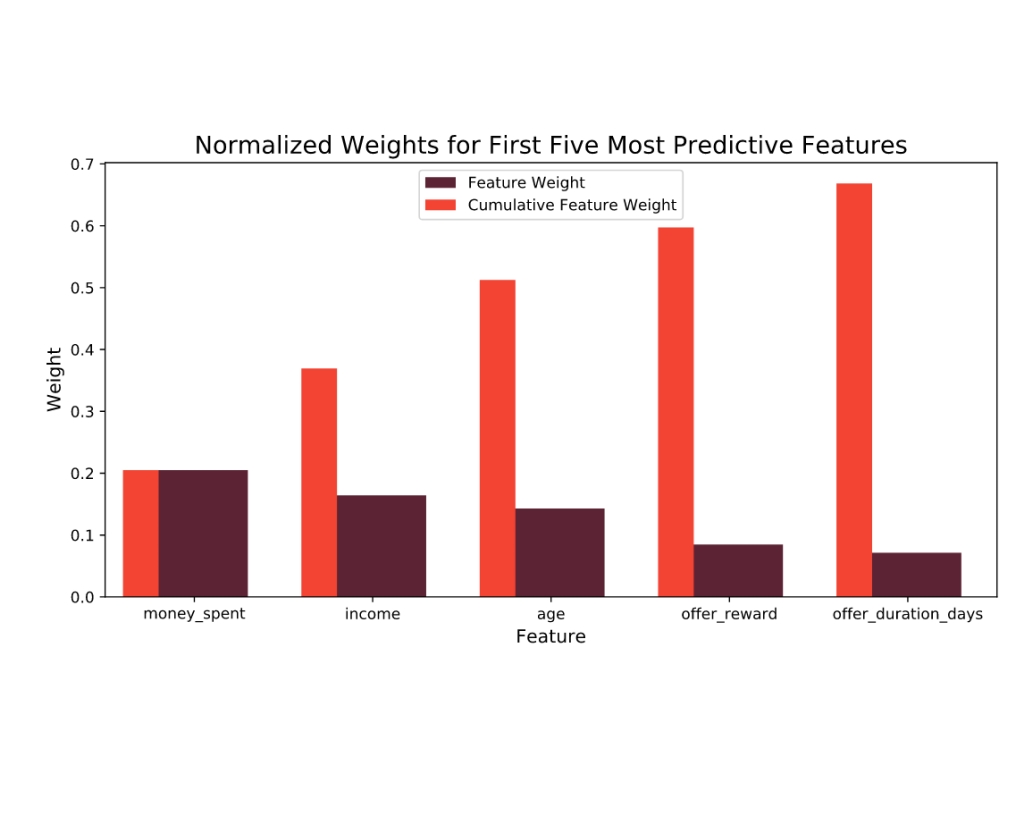 Normalized Weights for First Five Most Predictive Features
Feature Weight
Cumulative Feature Weight
0.7
0.6
0.5
0.4
0.3
0.2
0.1
0.0
Weight
money_spent income age offer_reward offer_duration_days
Feature